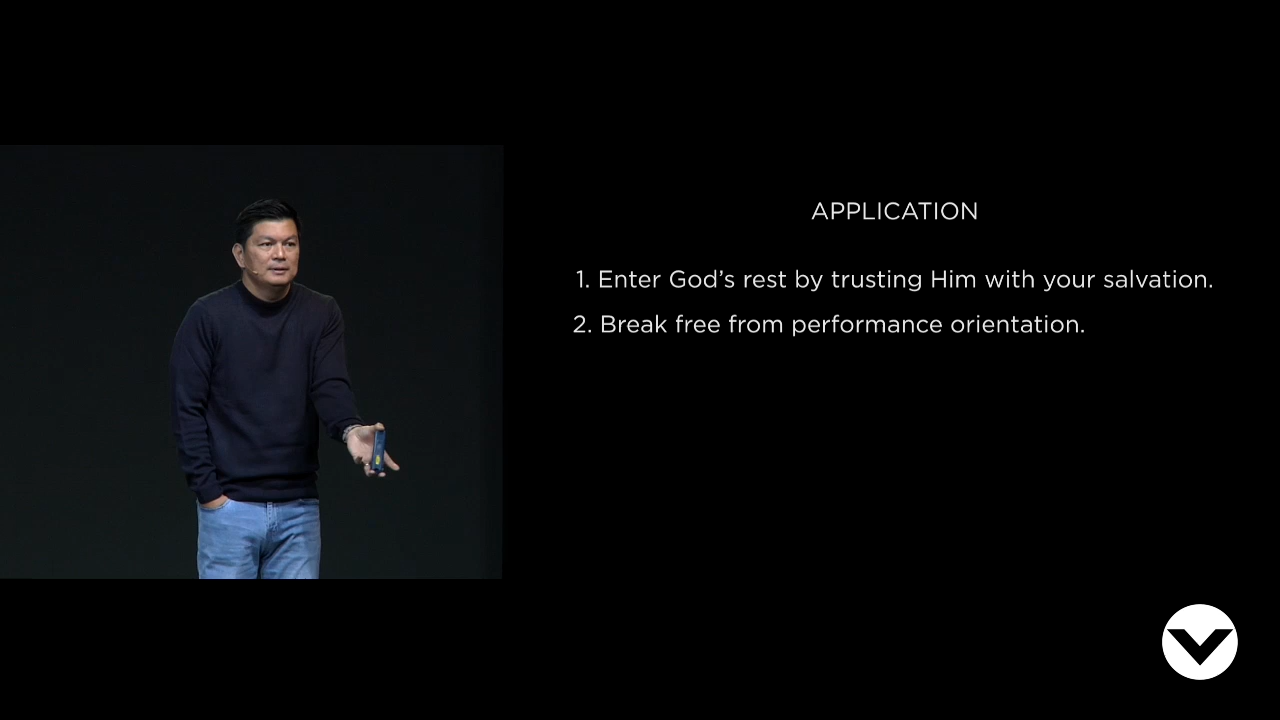 APPLICATION
1. Enter God’s rest by trusting Him with your salvation.
2. Break free from performance orientation.